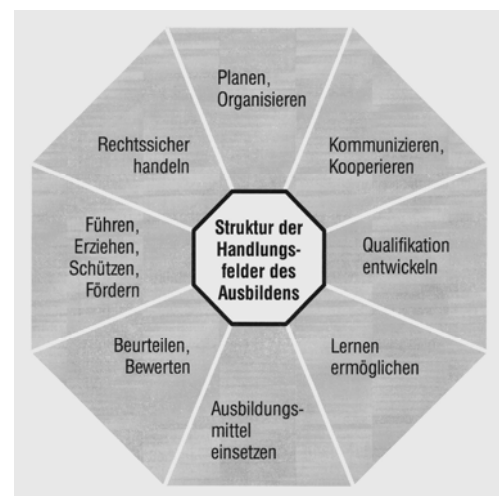 Planen,
Organisieren
Kommunizieren,
Kooperieren
Qualifikation
entwickeln
Lernen
ermöglichen
Ausbildungs-
mittel
einsetzen
Beurteilen,
Bewerten
Führen,
Erziehen,
Schützen,
Fördern
Rechtssicher
handeln
Struktur der
Handlungs-
felder des
Ausbildens